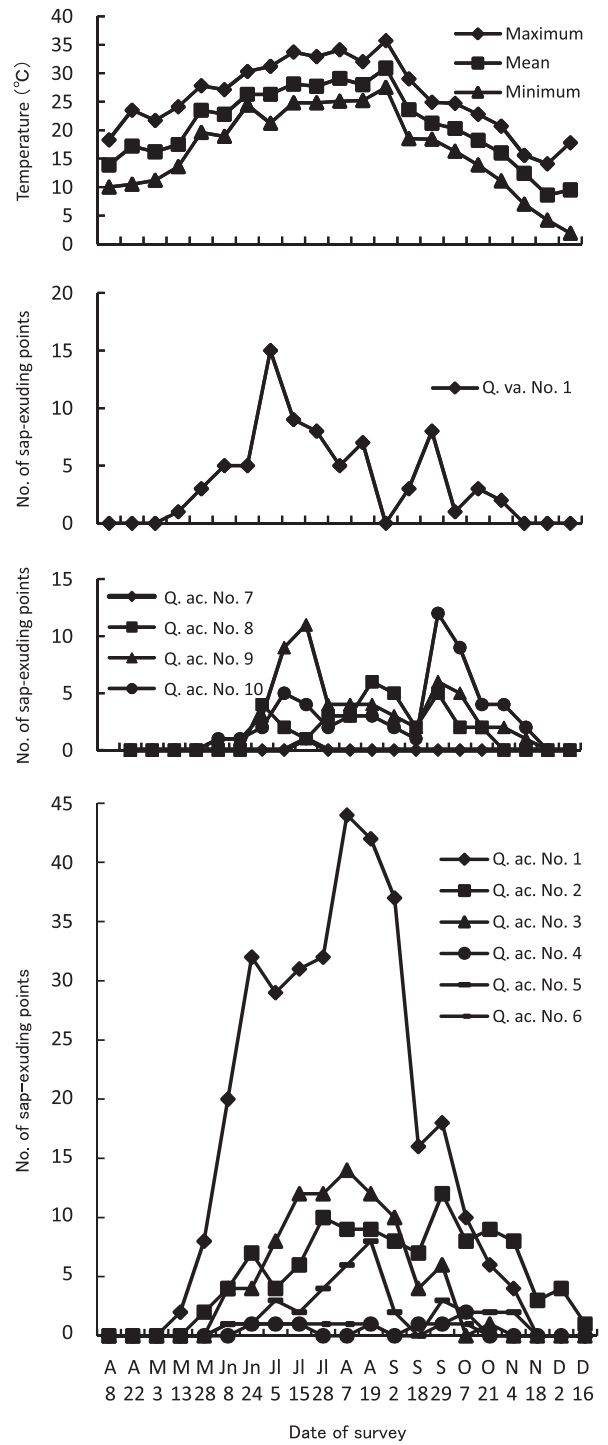 40
35
30
25
20
15
10
5
0
Temperature (℃)
Maximum
Mean
Minimum
20
15
10
5
0
No. of sap-exuding points
Q. va. No. 1
15
10
5
0
No. of sap-exuding points
Q. ac. No. 7
Q. ac. No. 8
Q. ac. No. 9
Q. ac. No. 10
45
40
35
30
25
20
15
10
5
0
No. of sap-exuding points
Q. ac. No. 1
Q. ac. No. 2
Q. ac. No. 3
Q. ac. No. 4
Q. ac. No. 5
Q. ac. No. 6
A A M M M Jn Jn Jl Jl Jl A A S S S O O N N D D
8 22 3 13 28 8 24 5 15 28 7 19 2 18 29 7 21 4 18 2 16
Date of survey